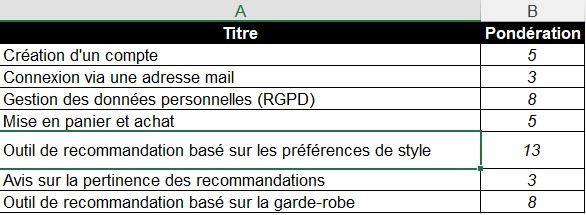 A B
Titre Pondération
Création d'un compte 5
Connexion via une adresse mail 3
Gestion des données personnelles (RGPD) 8
Mise en panier et achat 5
Outil de recommandation basé sur les préférences de style 13
Avis sur la pertinence des recommandations 3
Outil de recommandation basé sur la garde-robe 8